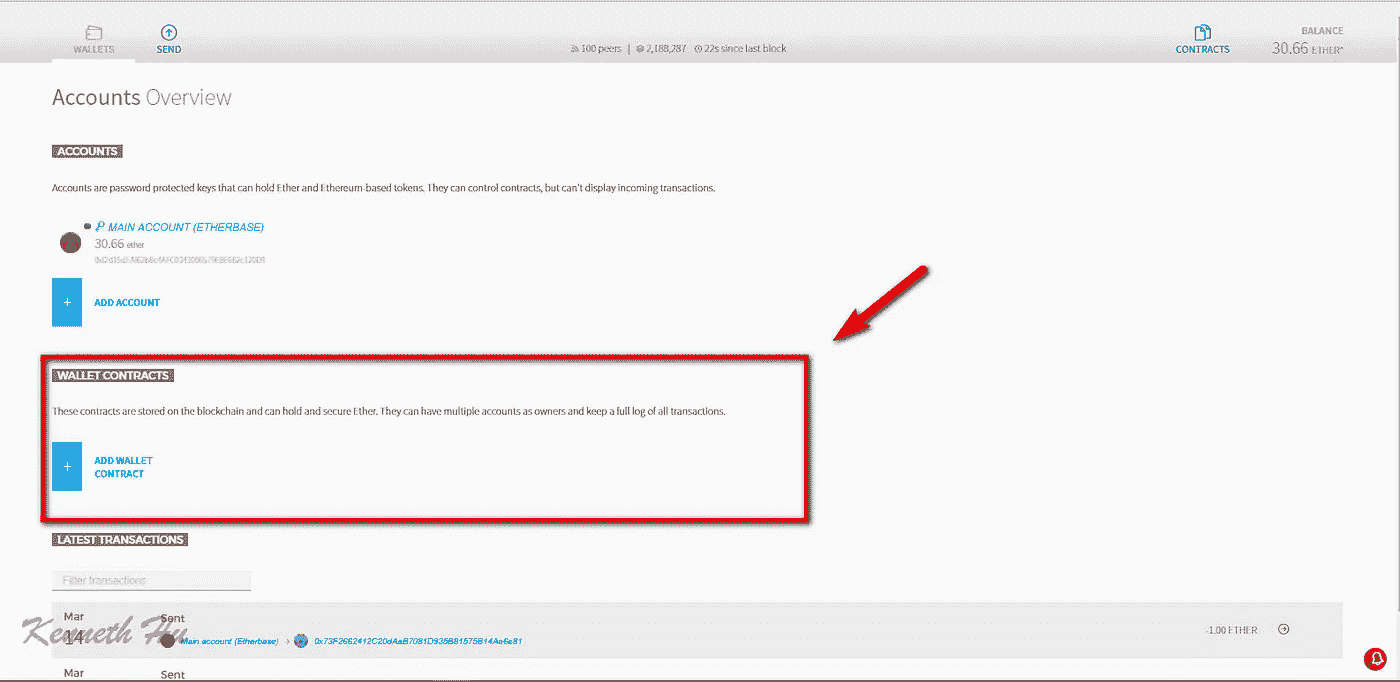 WALLETS
SEND
100 peers | 2,188,287 22s since last block
CONTRACTS
BALANCE
30.66 ETHER*
Accounts Overview
ACCOUNTS
Accounts are password protected keys that can hold Ether and Ethereum-based tokens. They can control contracts, but can't display incoming transactions.
MAIN ACCOUNT (ETHERBASE)
30.66 ether
+ ADD ACCOUNT
WALLET CONTRACTS
These contracts are stored on the blockchain and can hold and secure Ether. They can have multiple accounts as owners and keep a full log of all transactions.
+ ADD WALLET
CONTRACT
LATEST TRANSACTIONS
Filter transactions
Mar
14
Sent
Main account (Etherbase)
-1.00 ETHER
Kenneth Hu
Mar
Sent